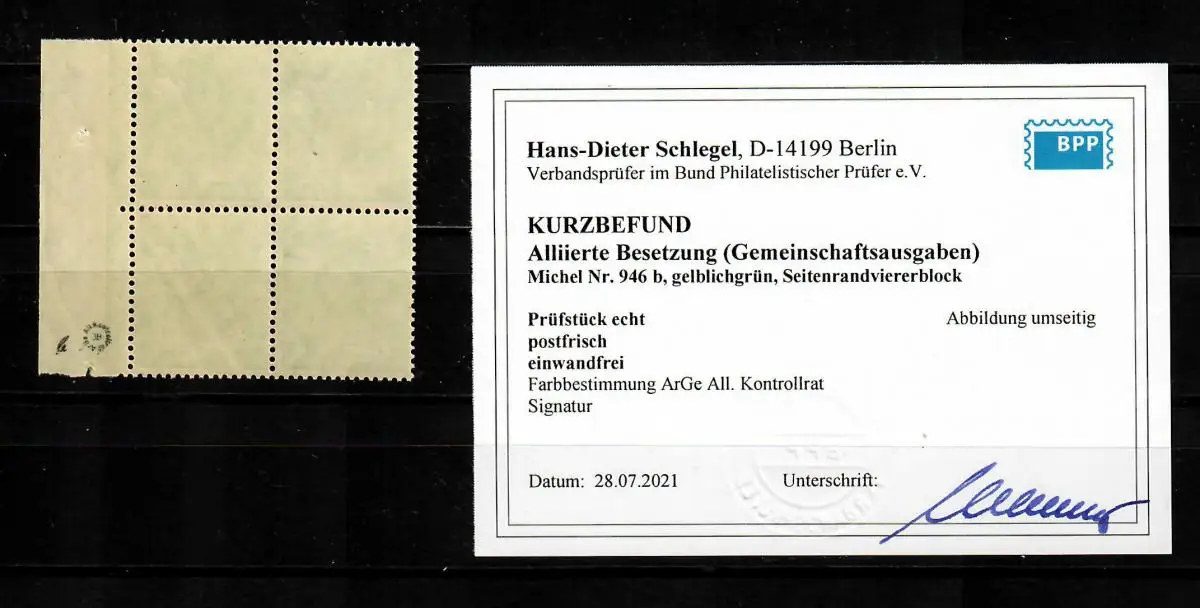 BPP
Hans-Dieter Schlegel, D-14199 Berlin
Verbandsprüfer im Bund Philatelistischer Prüfer e.V.
KURZBEFUND
Alliierte Besetzung (Gemeinschaftsausgaben)
Michel Nr. 946 b, gelblichgrün, Seitenrandviererblock
Prüfstück echt
Abbildung umseitig
postfrisch
einwandfrei
Farbbestimmung ArGe All. Kontrollrat
Signatur
Datum: 28.07.2021
Unterschrift: